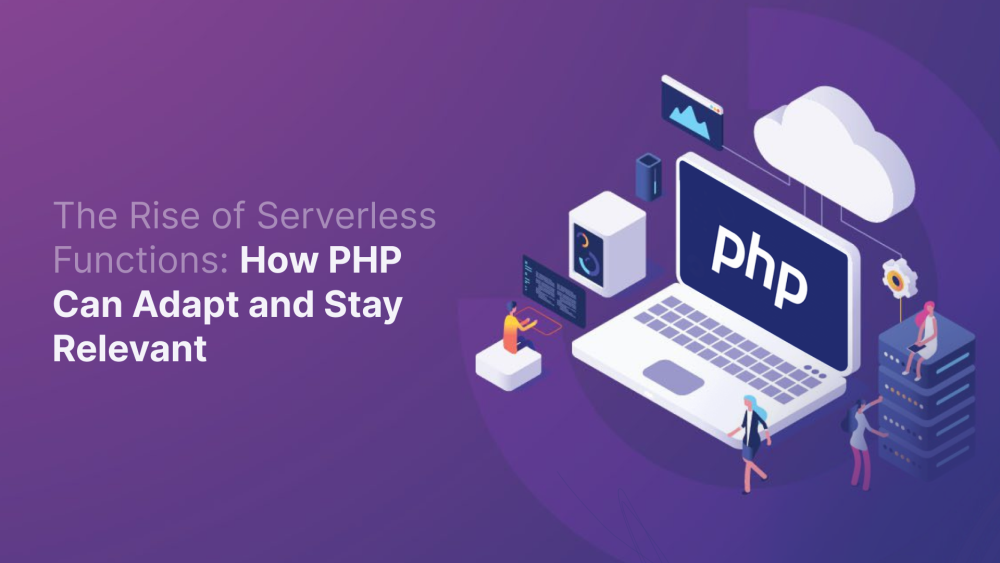 The Rise of Serverless
Functions: How PHP
Can Adapt and Stay
Relevant
php